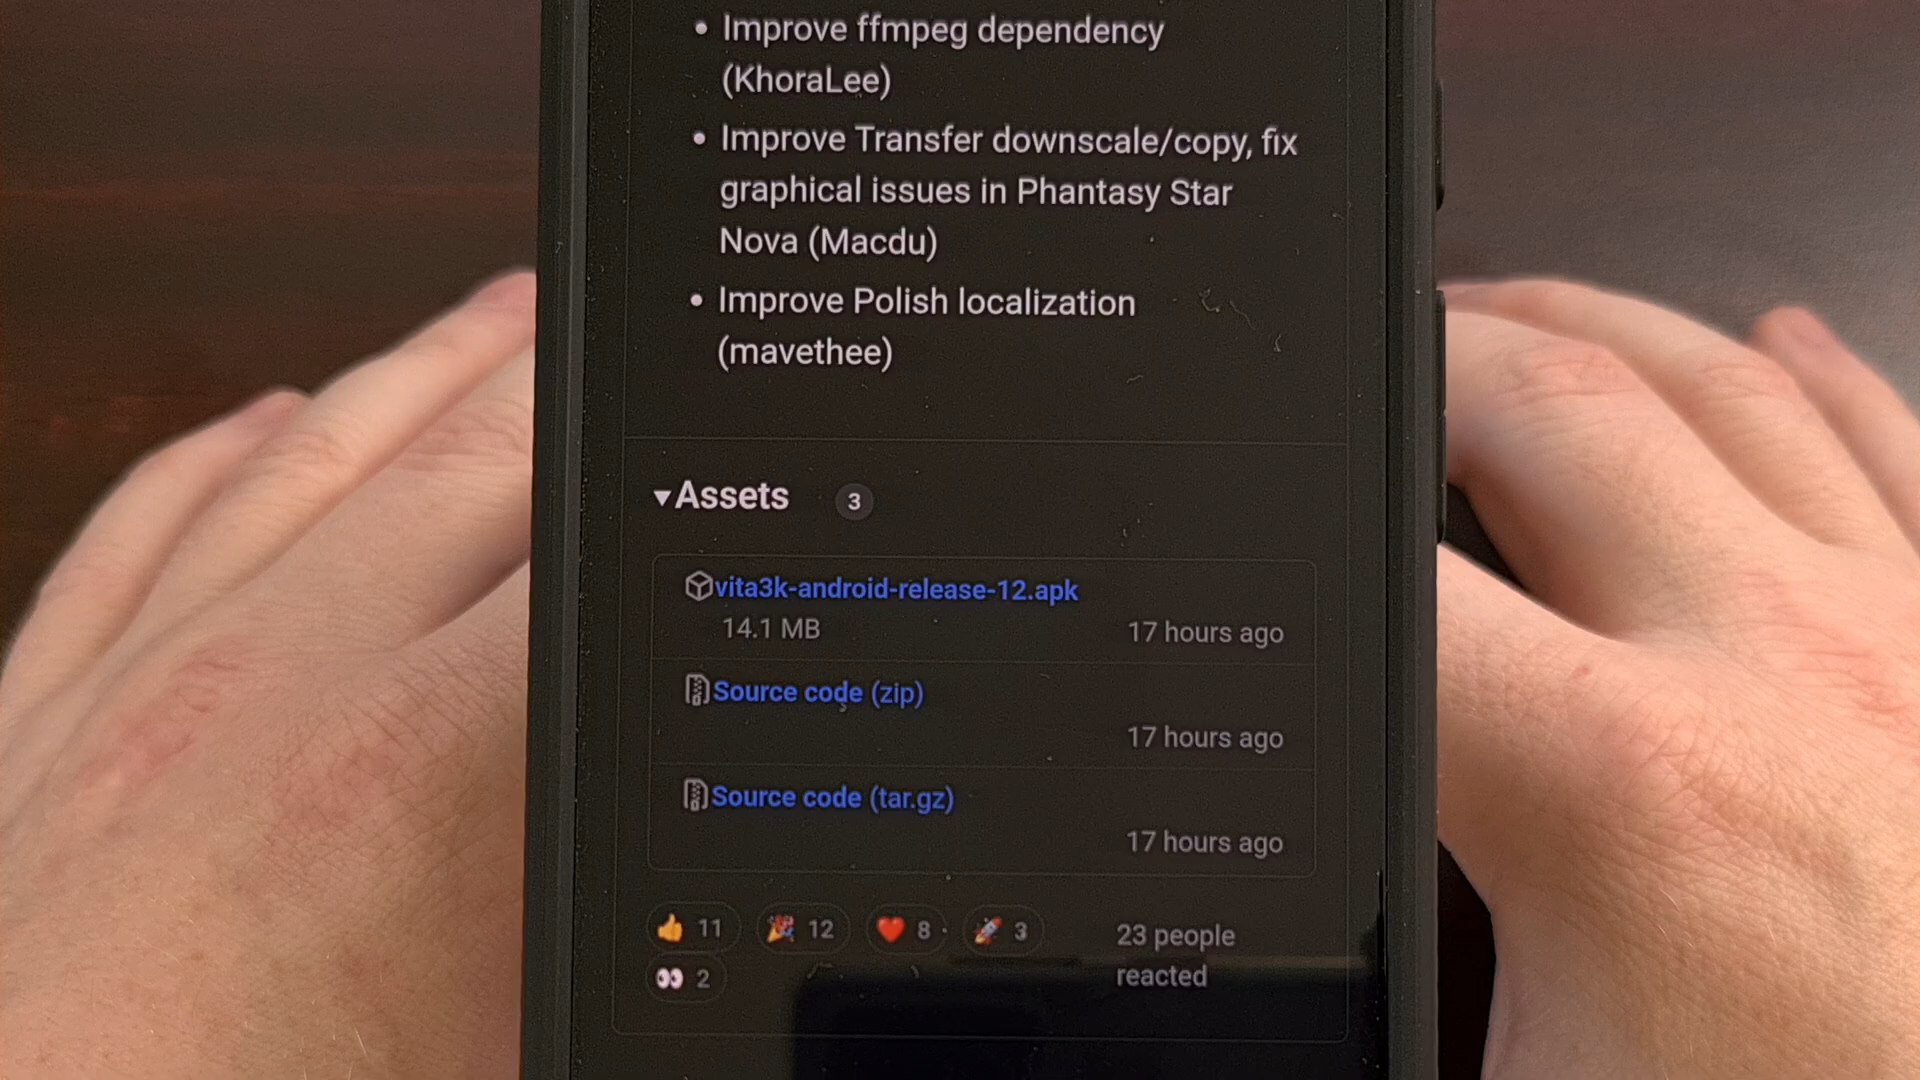 • Improve ffmpeg dependency
(KhoraLee)
• Improve Transfer downscale/copy, fix
graphical issues in Phantasy Star
Nova (Macdu)
• Improve Polish localization
(mavethee)
▼Assets 3
vita3k-android-release-12.apk
14.1 MB 17 hours ago
Source code (zip)
17 hours ago
Source code (tar.gz)
17 hours ago
👍 11 🎉 12 ❤️ 8 🚀 3 23 people
👀 2 reacted